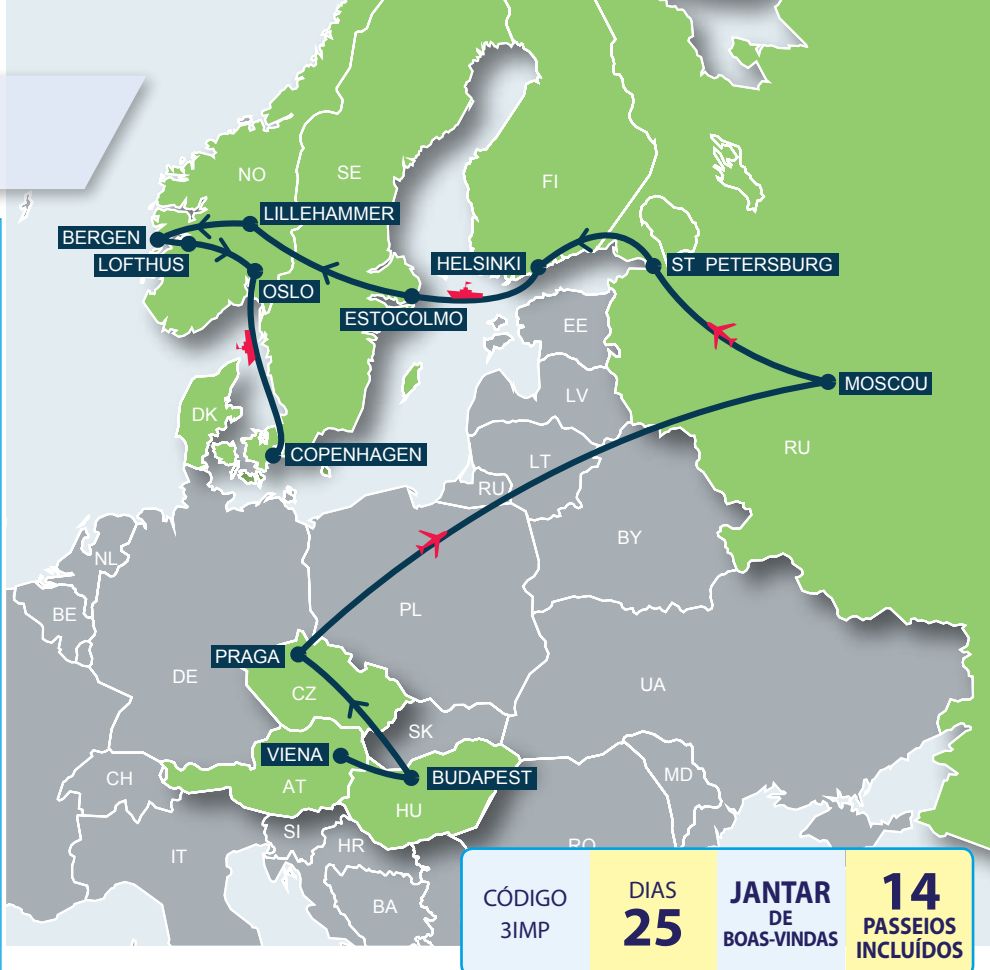 NO
SE
FI
LILLEHAMMER
BERGEN
LOFTHUS
HELSINKI
ST PETERSBURG
OSLO
ESTOCOLMO
EE
MOSCOU
LV
DK
RU
COPENHAGEN
LT
RU
BY
NL
PL
BE
PRAGA
DE
CZ
UA
SK
VIENA
BUDAPEST
MD
CH
AT
HU
SI
HR
RO
IT
BA
CÓDIGO
3IMP
DIAS
25
JANTAR
DE
BOAS-VINDAS
14
PASSEIOS
INCLUÍDOS